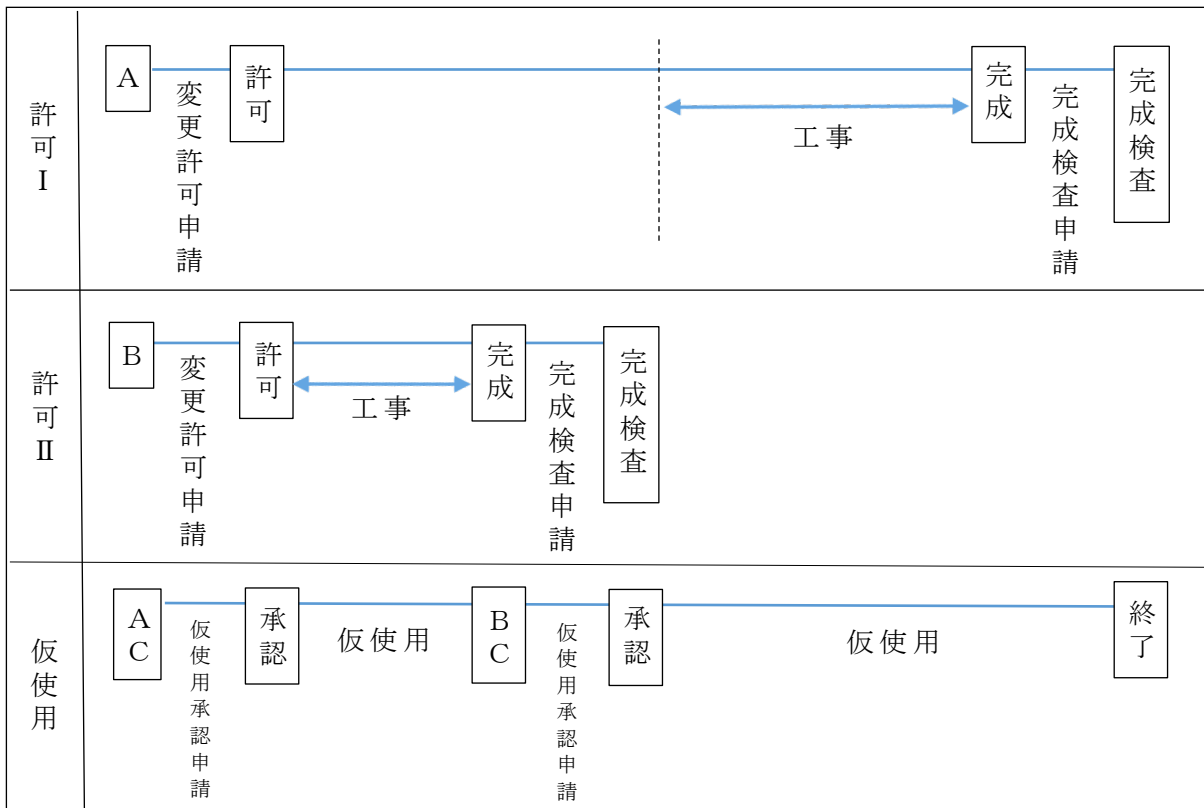 許可Ⅰ
A
変更許可申請
許可
工事
完成
完成検査申請
完成検査
許可Ⅱ
B
変更許可申請
許可
工事
完成
完成検査申請
完成検査
仮使用
AC
仮使用承認申請
承認
仮使用
BC
仮使用承認申請
承認
仮使用
終了